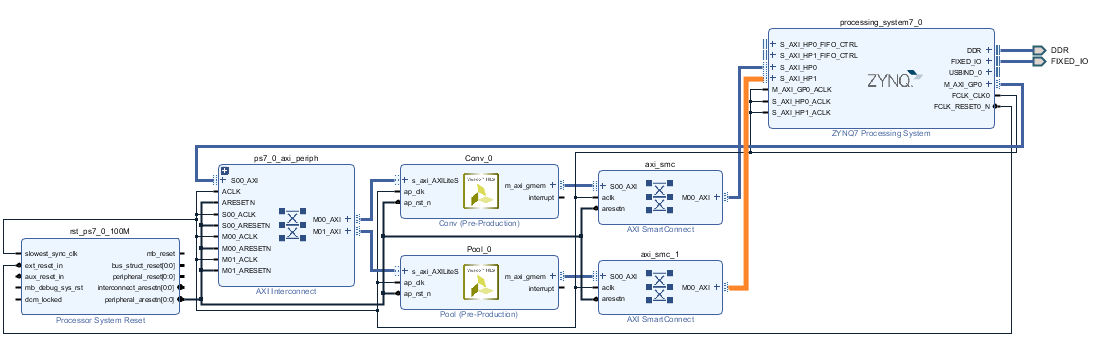 processing_system7_0
S_AXI_HP0_FIFO_CTRL
S_AXI_HP1_FIFO_CTRL
S_AXI_HP0
S_AXI_HP1
M_AXI_GP0_ACLK
S_AXI_HP0_ACLK
S_AXI_HP1_ACLK
ZYNQ
DDR
FIXED_IO
USBIND_0
M_AXI_GP0
FCLK_CLK0
FCLK_RESET0_N
ZYNQ7 Processing System
DDR
FIXED_IO
ps7_0_axi_periph
S00_AXI
ACLK
ARESETN
S00_ACLK
S00_ARESETN
M00_ACLK
M00_ARESETN
M01_ACLK
M01_ARESETN
M00_AXI
M01_AXI
AXI Interconnect
Conv_0
s_axi_AXILiteS
ap_clk
ap_rst_n
m_axi_gmem
interrupt
Conv (Pre-Production)
axi_smc
S00_AXI
aclk
aresetn
M00_AXI
AXI SmartConnect
rst_ps7_0_100M
slowest_sync_clk
ext_reset_in
aux_reset_in
mb_debug_sys_rst
dcm_locked
mb_reset
bus_struct_reset[0:0]
peripheral_reset[0:0]
interconnect_aresetn[0:0]
peripheral_aresetn[0:0]
Processor System Reset
Pool_0
s_axi_AXILiteS
ap_clk
ap_rst_n
m_axi_gmem
interrupt
Pool (Pre-Production)
axi_smc_1
S00_AXI
aclk
aresetn
M00_AXI
AXI SmartConnect